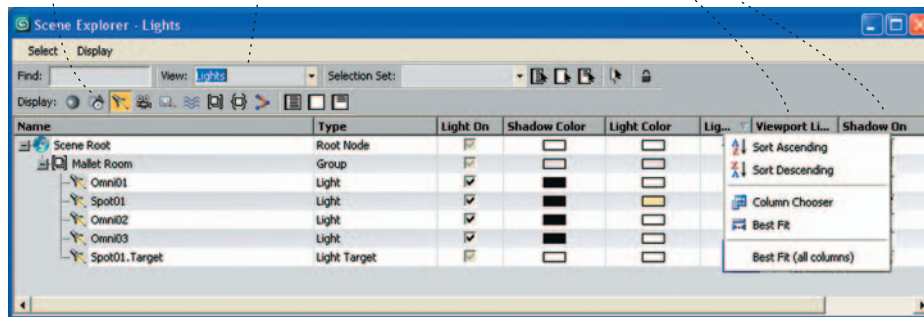 Scene Explorer - Lights
Select Display
Find: View: Lights Selection Set:
Display:
Name Type Light On Shadow Color Light Color Lig... Viewport Li... Shadow On
Scene Root Root Node
Mallet Room Group
Omni01 Light
Spot01 Light
Omni02 Light
Omni03 Light
Spot01.Target Light Target
Sort Ascending
Sort Descending
Column Chooser
Best Fit
Best Fit (all columns)